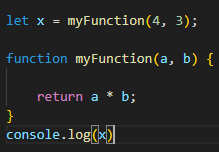 let x = myFunction(4, 3);
function myFunction(a, b) {
return a * b;
}
console.log(x)